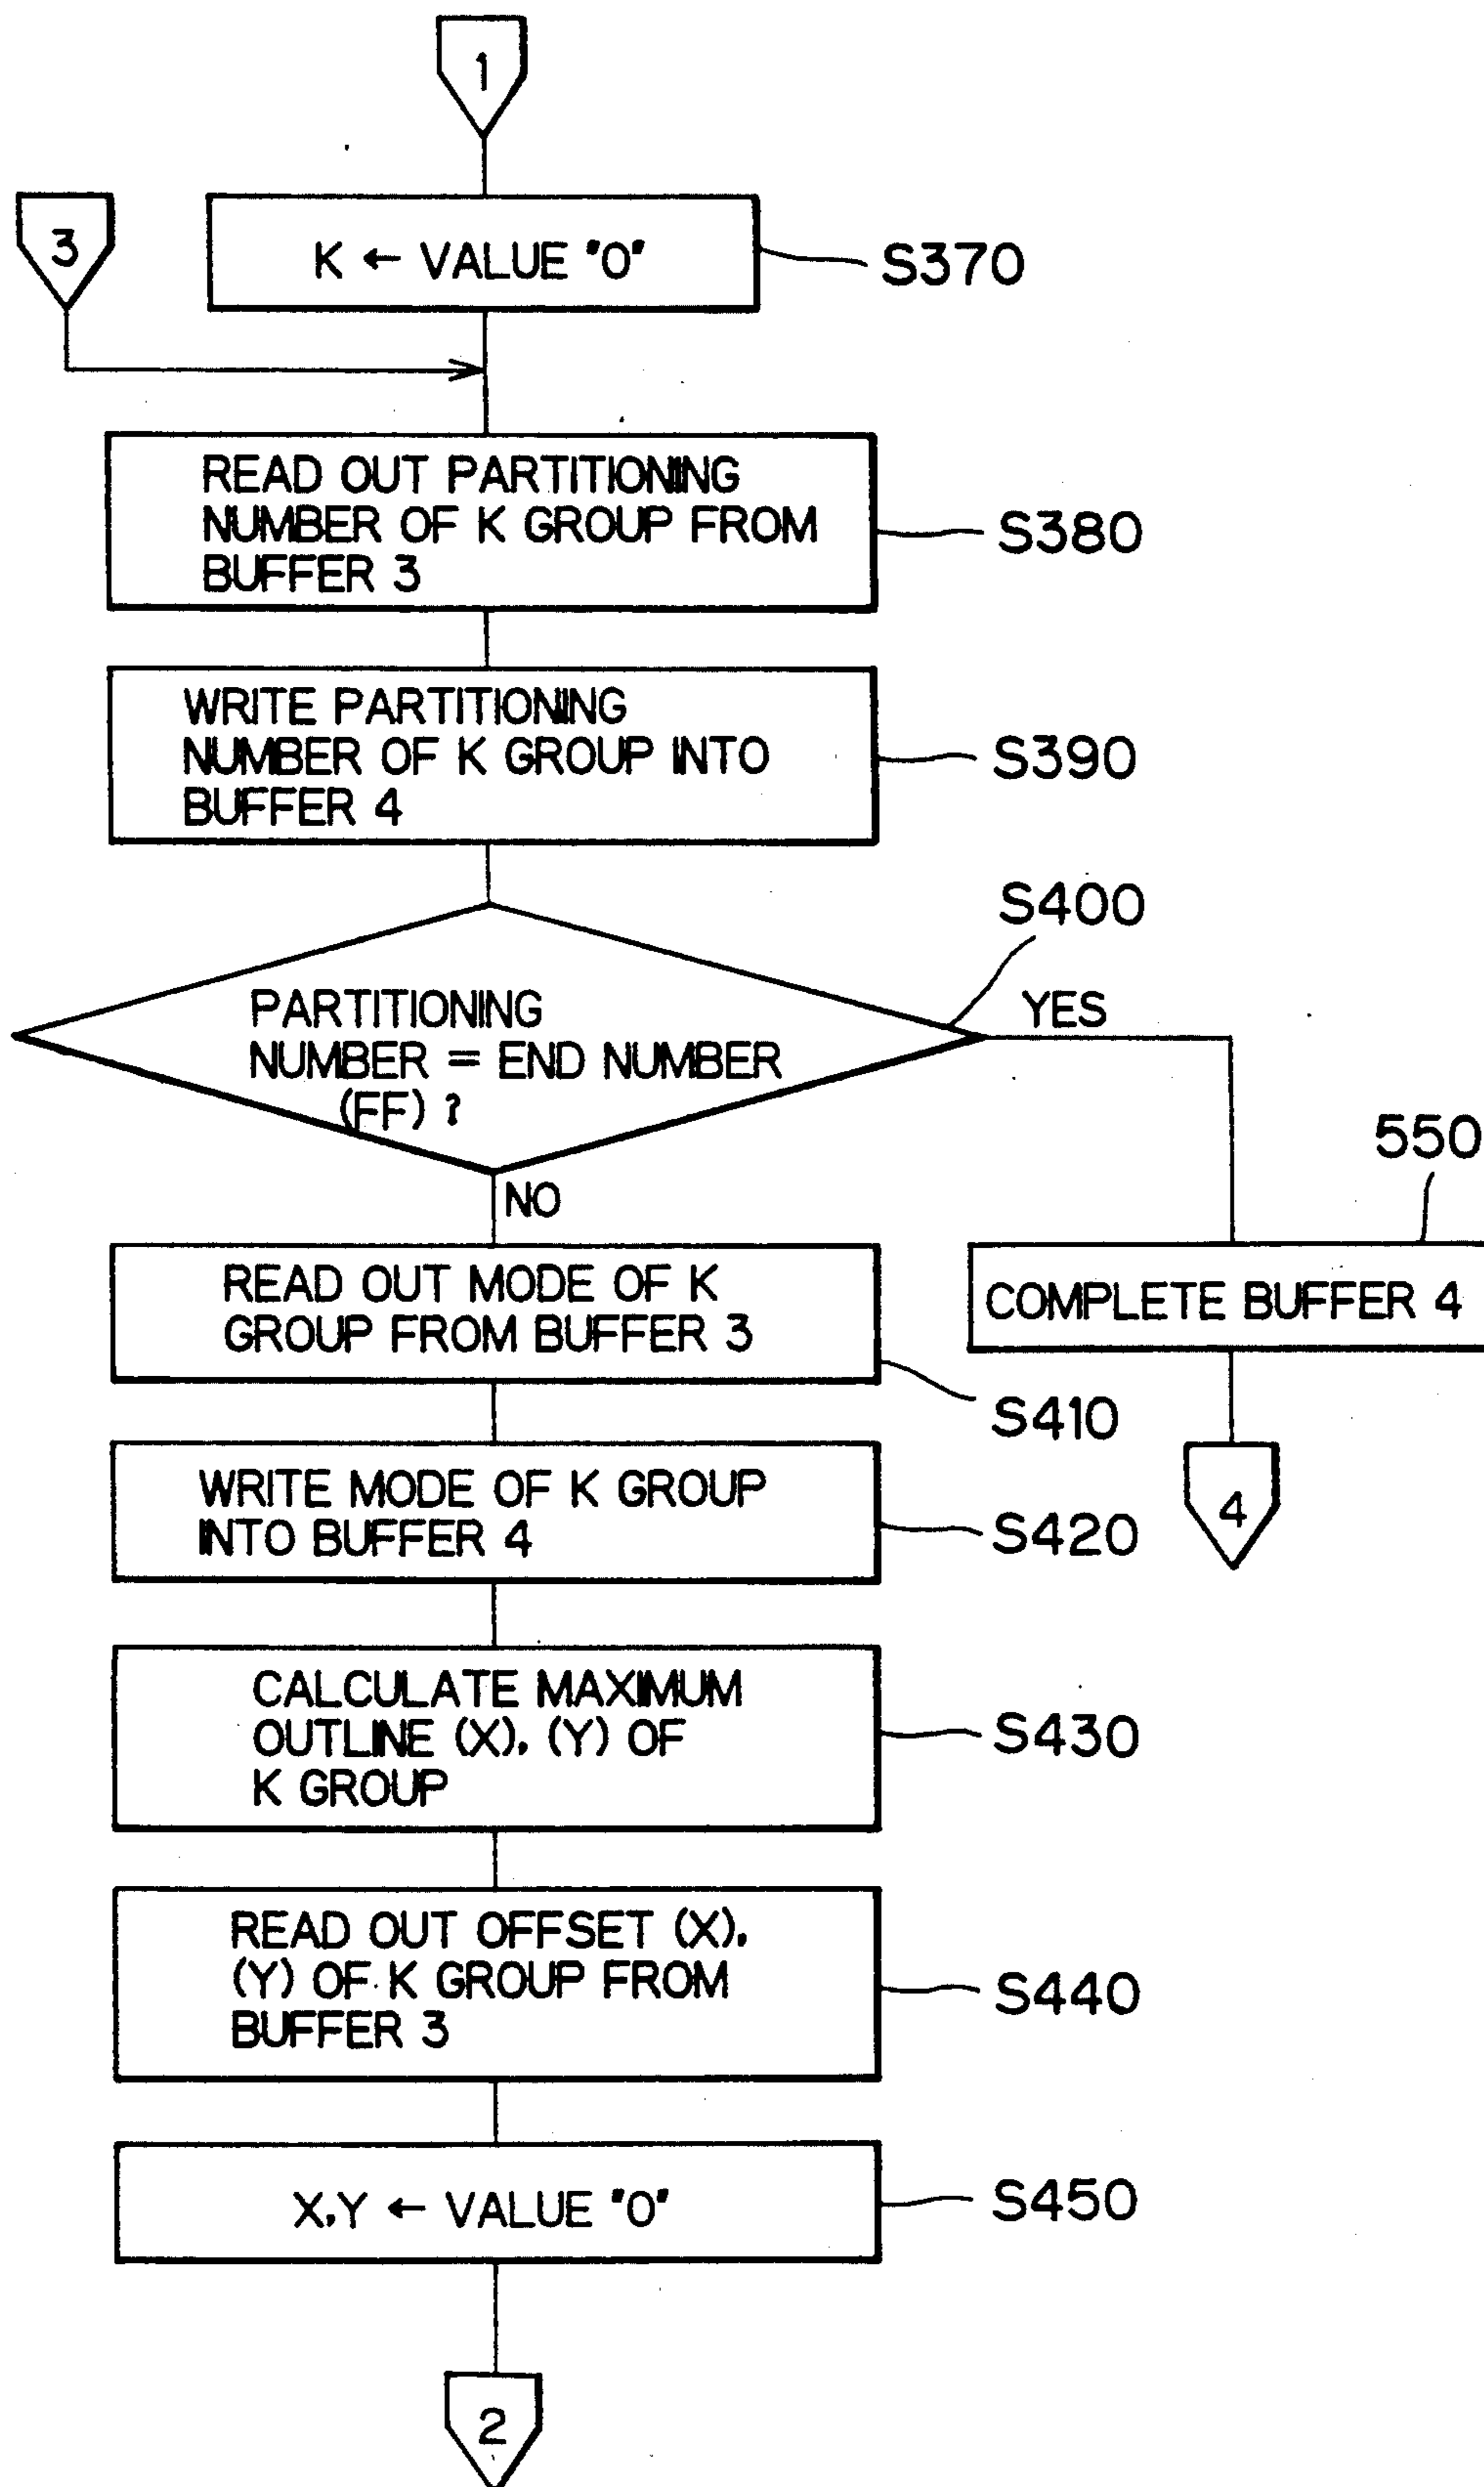 1
3
K ← VALUE "0"
S370
READ OUT PARTITIONING
NUMBER OF K GROUP FROM
BUFFER 3
S380
WRITE PARTITIONING
NUMBER OF K GROUP INTO
BUFFER 4
S390
S400
PARTITIONING
NUMBER = END NUMBER
(FF) ?
YES
NO
550
READ OUT MODE OF K
GROUP FROM BUFFER 3
S410
COMPLETE BUFFER 4
4
WRITE MODE OF K GROUP
INTO BUFFER 4
S420
CALCULATE MAXIMUM
OUTLINE (X), (Y) OF
K GROUP
S430
READ OUT OFFSET (X),
(Y) OF K GROUP FROM
BUFFER 3
S440
X,Y ← VALUE "0"
S450
2